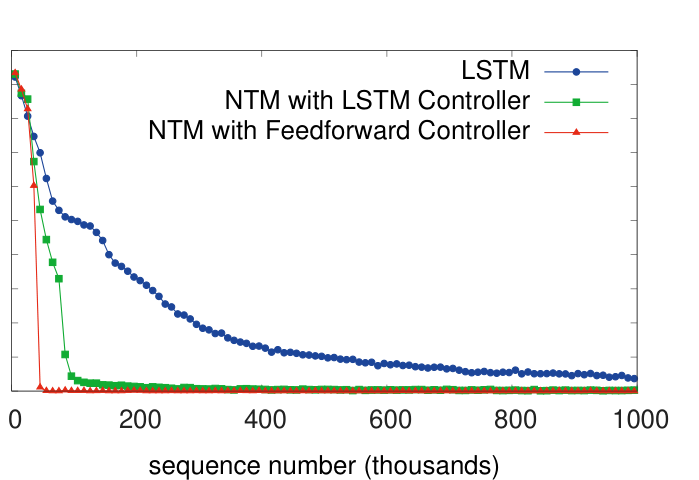 LSTM
NTM with LSTM Controller
NTM with Feedforward Controller
0 200 400 600 800 1000
sequence number (thousands)